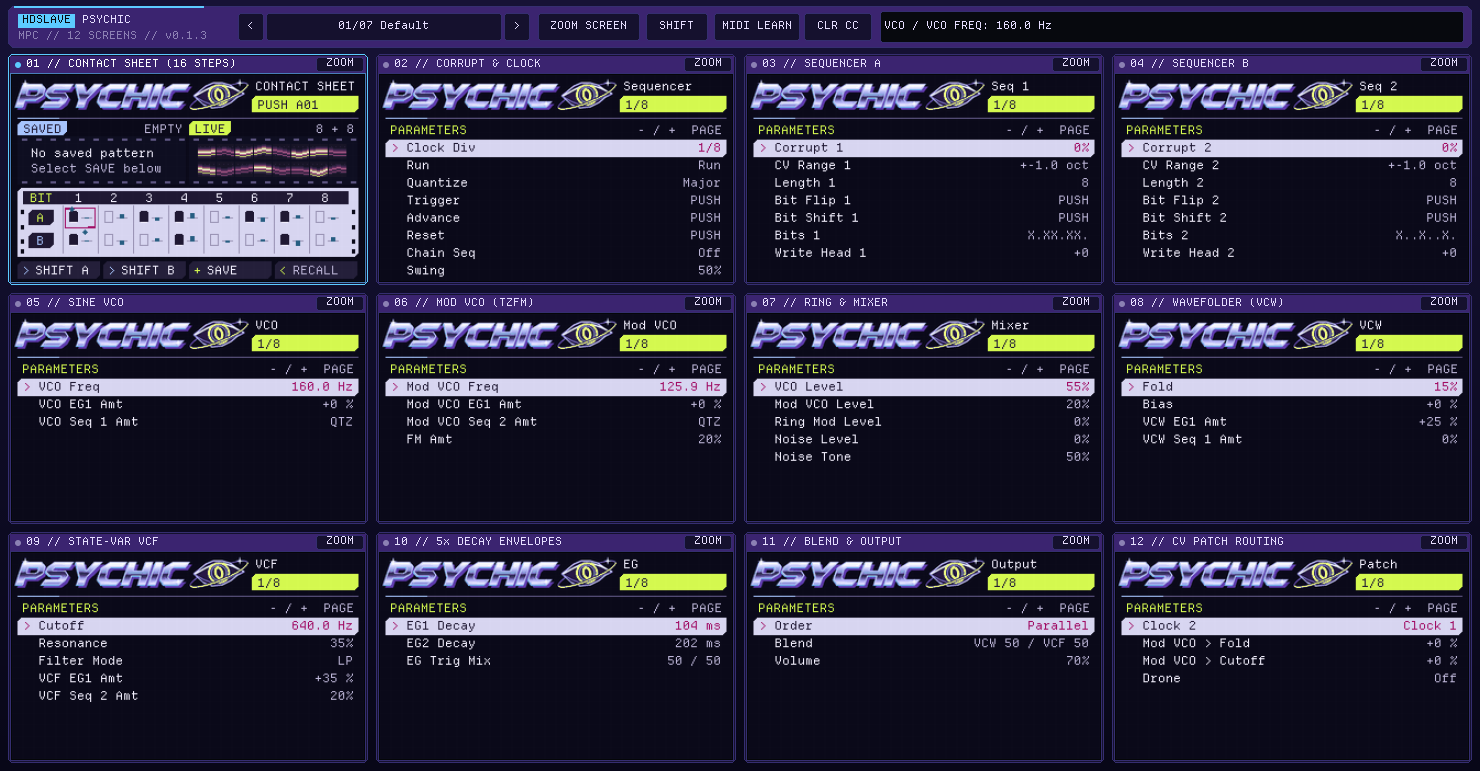 HDSLAVE PSYCHIC
MPC // 12 SCREENS // v0.1.3
< 01/07 Default > ZOOM SCREEN SHIFT MIDI LEARN CLR CC VCO / VCO FREQ: 160.0 Hz
01 // CONTACT SHEET (16 STEPS) ZOOM
PSYCHIC CONTACT SHEET
PUSH A01
SAVED EMPTY LIVE 8 + 8
No saved pattern
Select SAVE below
BIT 1 2 3 4 5 6 7 8
A
B
> SHIFT A > SHIFT B + SAVE < RECALL
02 // CORRUPT & CLOCK ZOOM
PSYCHIC Sequencer
1/8
PARAMETERS - / + PAGE
> Clock Div 1/8
Run Run
Quantize Major
Trigger PUSH
Advance PUSH
Reset PUSH
Chain Seq Off
Swing 50%
03 // SEQUENCER A ZOOM
PSYCHIC Seq 1
1/8
PARAMETERS - / + PAGE
> Corrupt 1 0%
CV Range 1 +-1.0 oct
Length 1 8
Bit Flip 1 PUSH
Bit Shift 1 PUSH
Bits 1 X.XX.XX.
Write Head 1 +0
04 // SEQUENCER B ZOOM
PSYCHIC Seq 2
1/8
PARAMETERS - / + PAGE
> Corrupt 2 0%
CV Range 2 +-1.0 oct
Length 2 8
Bit Flip 2 PUSH
Bit Shift 2 PUSH
Bits 2 X..X..X.
Write Head 2 +0
05 // SINE VCO ZOOM
PSYCHIC VCO
1/8
PARAMETERS - / + PAGE
> VCO Freq 160.0 Hz
VCO EG1 Amt +0 %
VCO Seq 1 Amt QTZ
06 // MOD VCO (TZFM) ZOOM
PSYCHIC Mod VCO
1/8
PARAMETERS - / + PAGE
> Mod VCO Freq 125.9 Hz
Mod VCO EG1 Amt +0 %
Mod VCO Seq 2 Amt QTZ
FM Amt 20%
07 // RING & MIXER ZOOM
PSYCHIC Mixer
1/8
PARAMETERS - / + PAGE
> VCO Level 55%
Mod VCO Level 20%
Ring Mod Level 0%
Noise Level 0%
Noise Tone 50%
08 // WAVEFOLDER (VCW) ZOOM
PSYCHIC VCW
1/8
PARAMETERS - / + PAGE
> Fold 15%
Bias +0 %
VCW EG1 Amt +25 %
VCW Seq 1 Amt 0%
09 // STATE-VAR VCF ZOOM
PSYCHIC VCF
1/8
PARAMETERS - / + PAGE
> Cutoff 640.0 Hz
Resonance 35%
Filter Mode LP
VCF EG1 Amt +35 %
VCF Seq 2 Amt 20%
10 // 5x DECAY ENVELOPES ZOOM
PSYCHIC EG
1/8
PARAMETERS - / + PAGE
> EG1 Decay 104 ms
EG2 Decay 202 ms
EG Trig Mix 50 / 50
11 // BLEND & OUTPUT ZOOM
PSYCHIC Output
1/8
PARAMETERS - / + PAGE
> Order Parallel
Blend VCW 50 / VCF 50
Volume 70%
12 // CV PATCH ROUTING ZOOM
PSYCHIC Patch
1/8
PARAMETERS - / + PAGE
> Clock 2 Clock 1
Mod VCO > Fold +0 %
Mod VCO > Cutoff +0 %
Drone Off